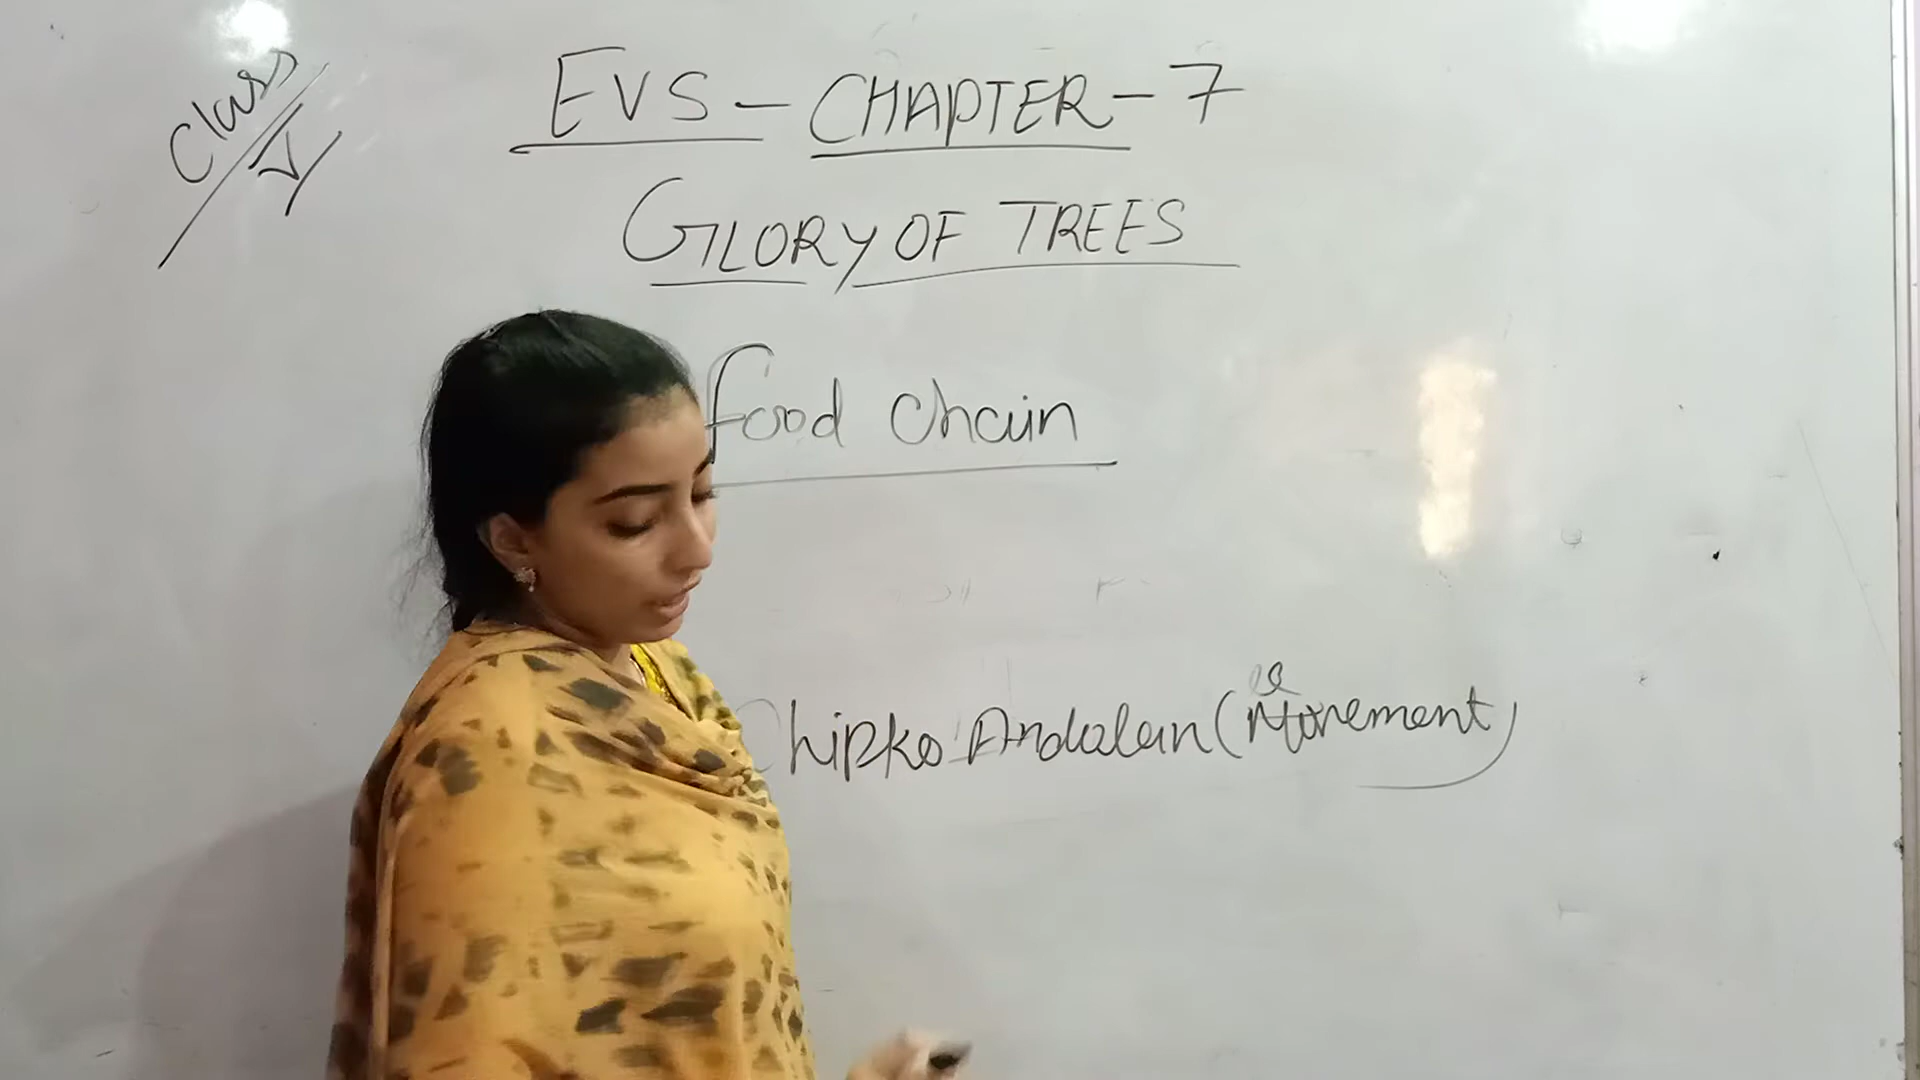 Class V
EVS - CHAPTER - 7
GLORY OF TREES
Food Chain
Chipko Andolan (Movement)